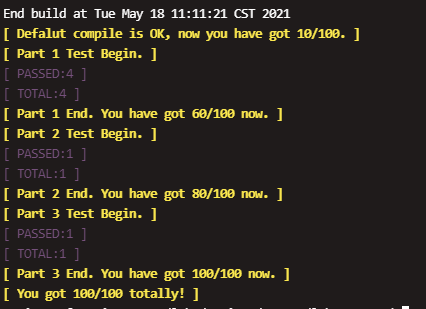 End build at Tue May 18 11:11:21 CST 2021
[ Defalut compile is OK, now you have got 10/100. ]
[ Part 1 Test Begin. ]
[ PASSED:4 ]
[ TOTAL:4 ]
[ Part 1 End. You have got 60/100 now. ]
[ Part 2 Test Begin. ]
[ PASSED:1 ]
[ TOTAL:1 ]
[ Part 2 End. You have got 80/100 now. ]
[ Part 3 Test Begin. ]
[ PASSED:1 ]
[ TOTAL:1 ]
[ Part 3 End. You have got 100/100 now. ]
[ You got 100/100 totally! ]